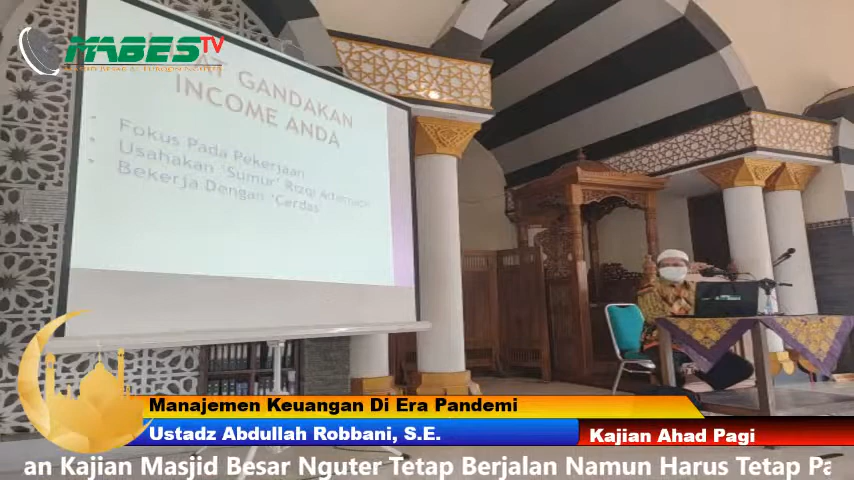 MABES TV
GANDAKAN
INCOME ANDA
Fokus Pada Pekerjaan
Usahakan 'Sumur' Rizqi Alternatif
Bekerja Dengan 'Cerdas'
Manajemen Keuangan Di Era Pandemi
Ustadz Abdullah Robbani, S.E.
Kajian Ahad Pagi
an Kajian Masjid Besar Nguter Tetap Berjalan Namun Harus Tetap Pa